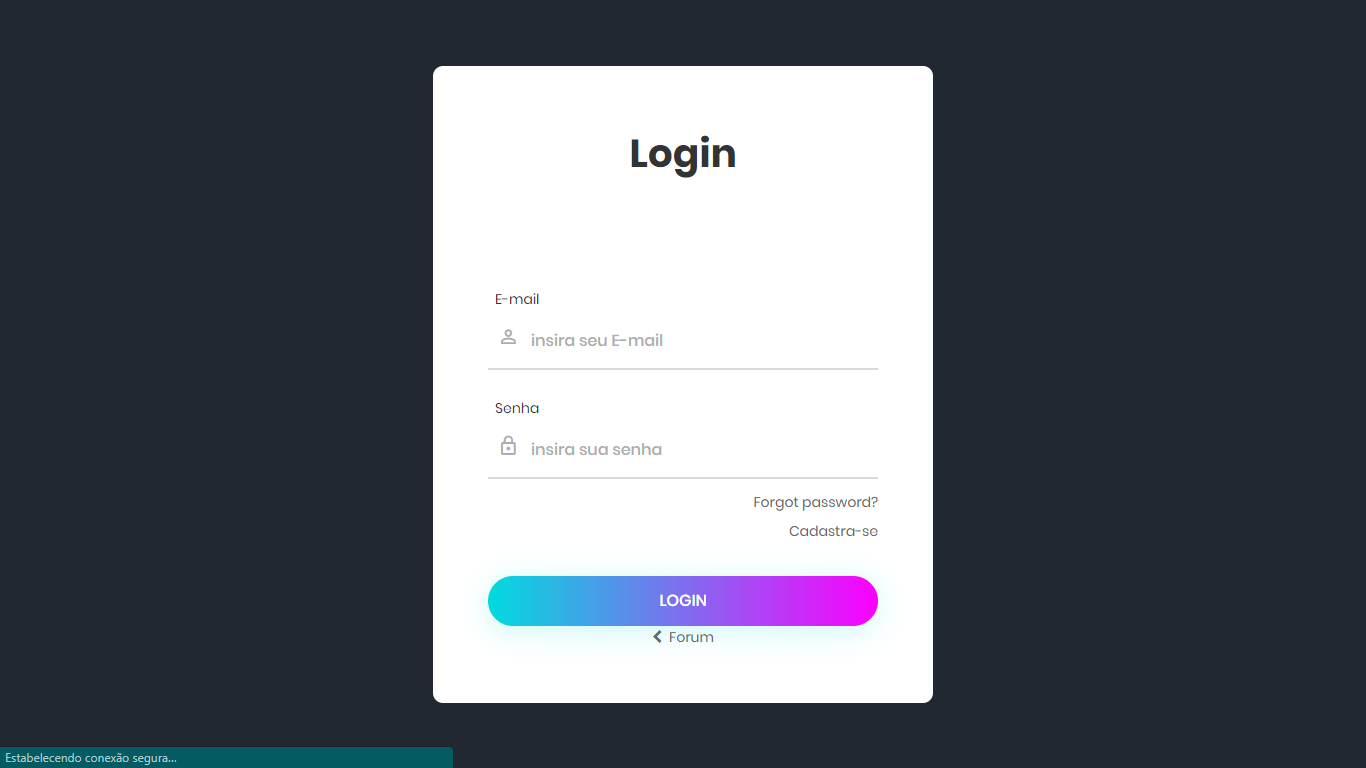 Login
E-mail
insira seu E-mail
Senha
insira sua senha
Forgot password?
Cadastra-se
LOGIN
Forum
Estabelecendo conexão segura...